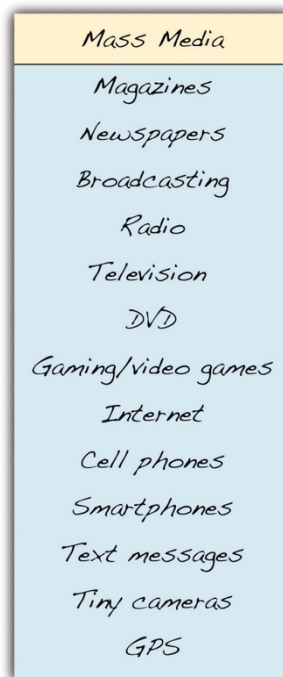 Mass Media
Magazines
Newspapers
Broadcasting
Radio
Television
DVD
Gaming/video games
Internet
Cell phones
Smartphones
Text messages
Tiny cameras
GPS